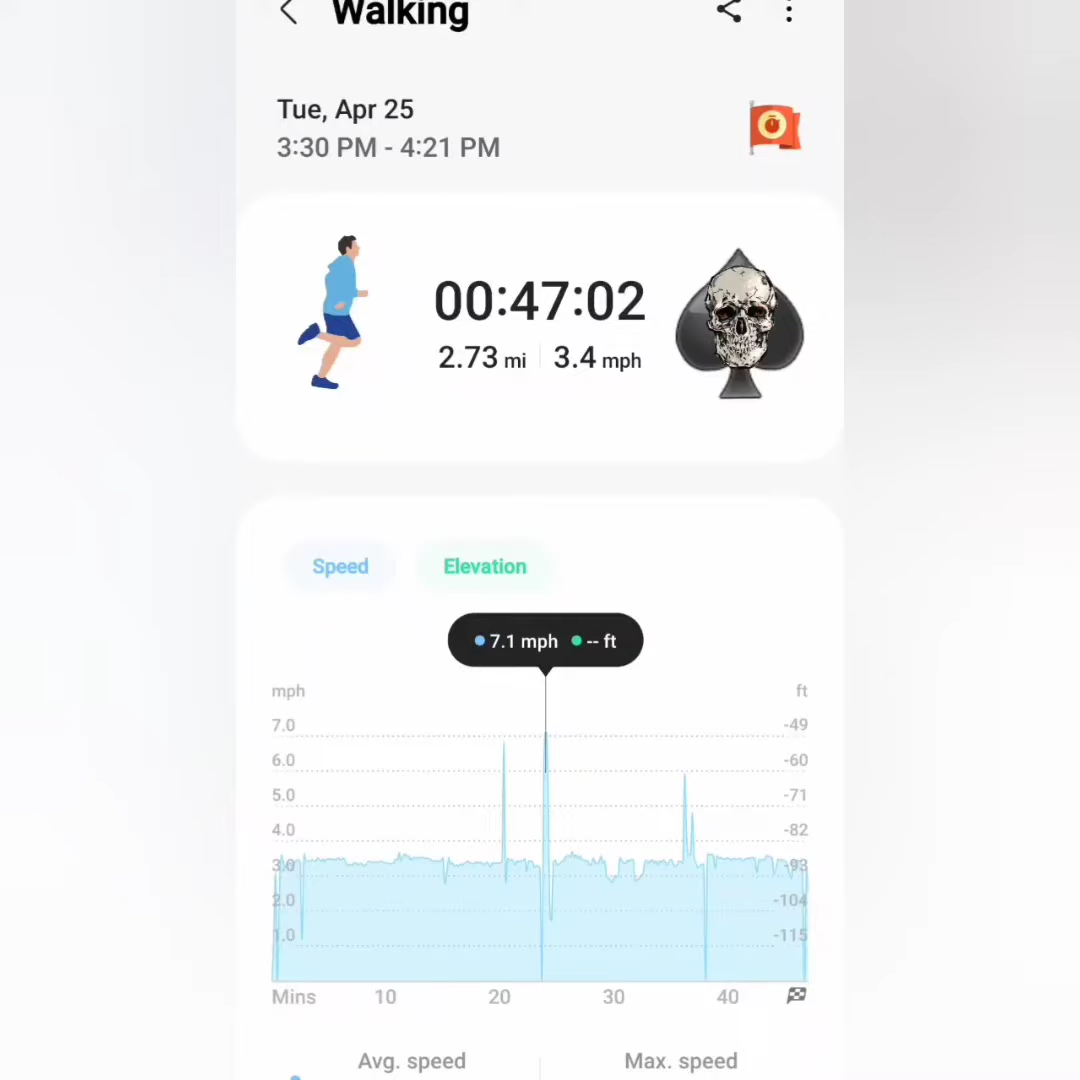 Walking
Tue, Apr 25
3:30 PM - 4:21 PM
00:47:02
2.73 mi 3.4 mph
Speed Elevation
7.1 mph -- ft
mph ft
7.0 -49
6.0 -60
5.0 -71
4.0 -82
3.0 -93
2.0 -104
1.0 -115
Mins 10 20 30 40
Avg. speed Max. speed